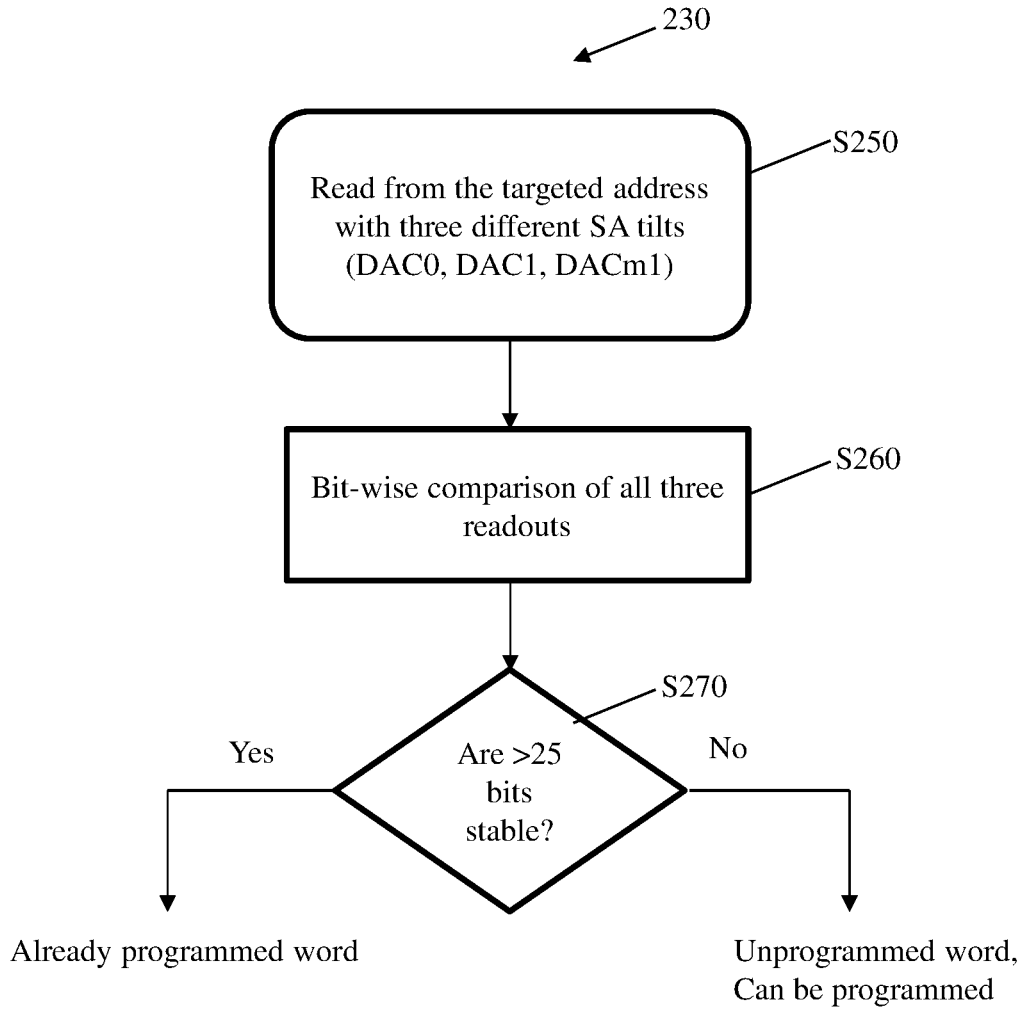 230
S250
Read from the targeted address
with three different SA tilts
(DAC0, DAC1, DACm1)
S260
Bit-wise comparison of all three
readouts
S270
Yes
No
Are >25
bits
stable?
Already programmed word
Unprogrammed word,
Can be programmed